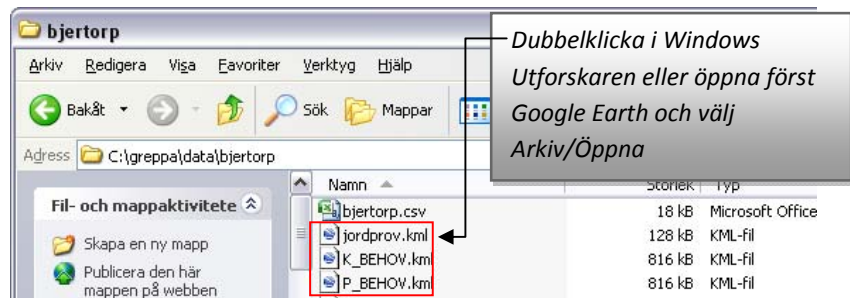 bjertorp
Dubbelklicka i Windows
Utforskaren eller öppna först
Google Earth och välj
Arkiv/Öppna
Arkiv Redigera Visa Favoriter Verktyg Hjälp
Bakåt Sök Mappar
Adress C:\greppa\data\bjertorp
Fil- och mappaktivitete
Skapa en ny mapp
Publicera den här
mappen på webben
Namn Storlek Typ
bjertorp.csv 18 kB Microsoft Office
jordprov.kml 128 kB KML-fil
K_BEHOV.kml 816 kB KML-fil
P_BEHOV.kml 816 kB KML-fil